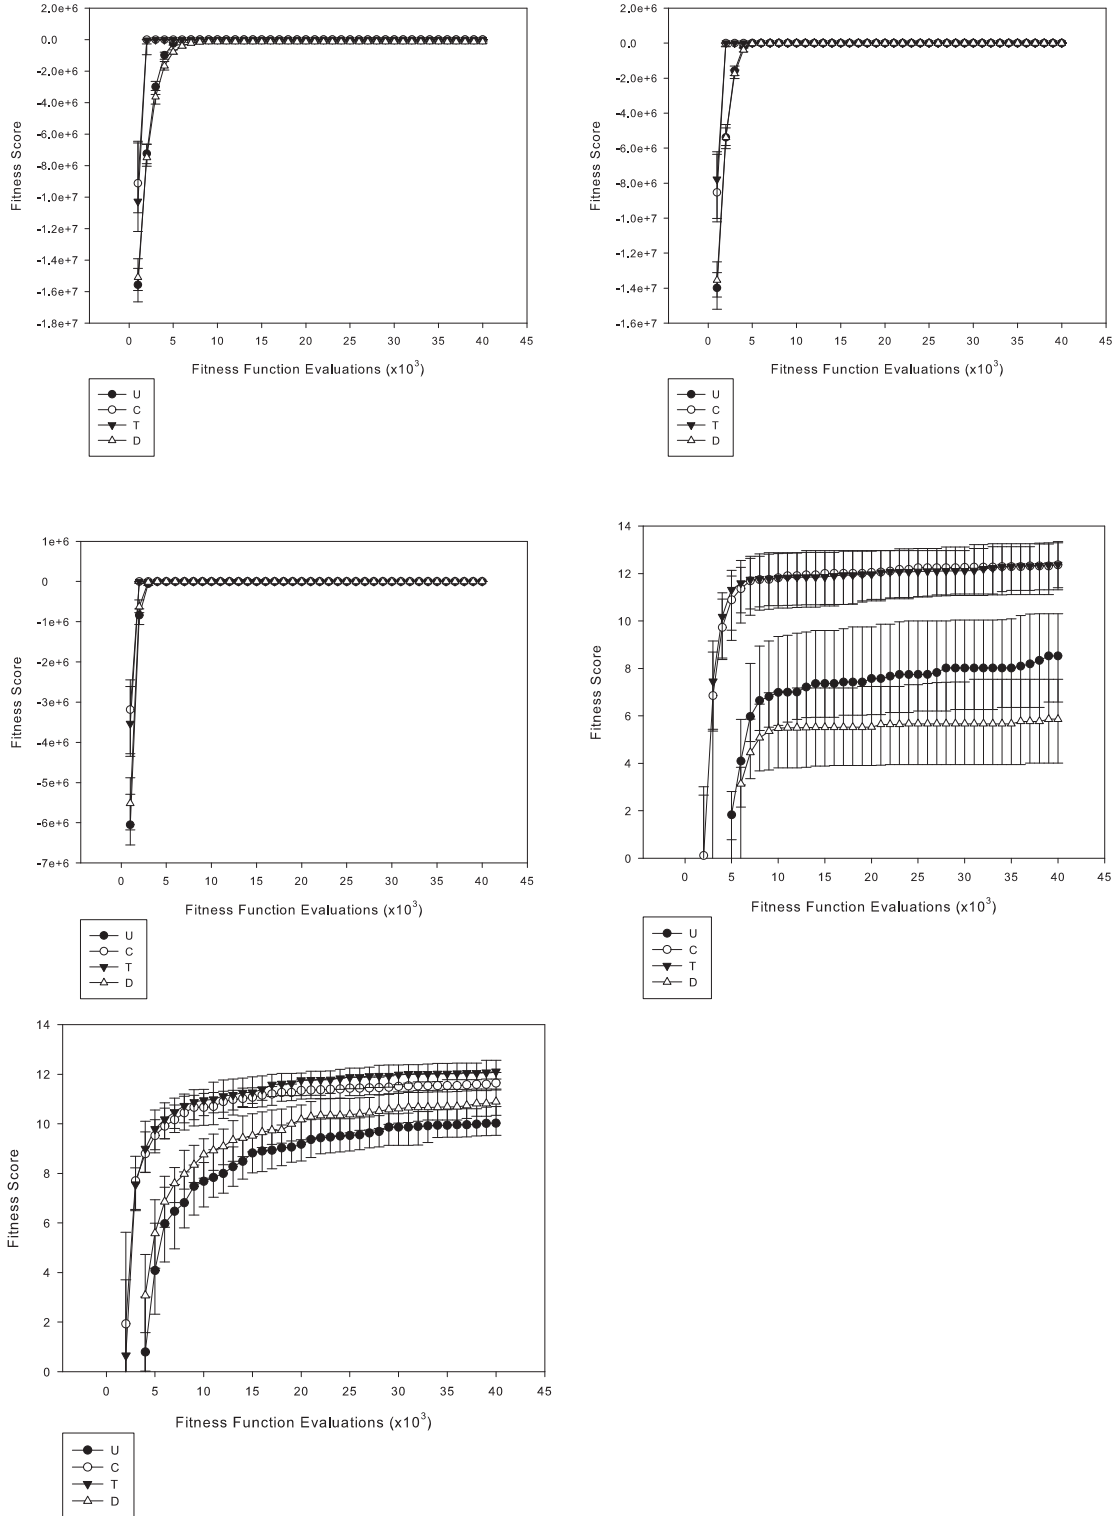 0.0
-2.0e+6
-4.0e+6
-6.0e+6
-8.0e+6
-1.0e+7
-1.2e+7
-1.4e+7
-1.6e+7
-1.8e+7
Fitness Score
0 5 10 15 20 25 30 35 40 45
Fitness Function Evaluations (x10³)
U
C
T
D
0.0
-2.0e+6
-4.0e+6
-6.0e+6
-8.0e+6
-1.0e+7
-1.2e+7
-1.4e+7
-1.6e+7
Fitness Score
0 5 10 15 20 25 30 35 40 45
Fitness Function Evaluations (x10³)
U
C
T
D
1e+6
0
-1e+6
-2e+6
-3e+6
-4e+6
-5e+6
-6e+6
-7e+6
Fitness Score
0 5 10 15 20 25 30 35 40 45
Fitness Function Evaluations (x10³)
U
C
T
D
14
12
10
8
6
4
2
0
Fitness Score
0 5 10 15 20 25 30 35 40 45
Fitness Function Evaluations (x10³)
U
C
T
D
14
12
10
8
6
4
2
0
Fitness Score
0 5 10 15 20 25 30 35 40 45
Fitness Function Evaluations (x10³)
U
C
T
D